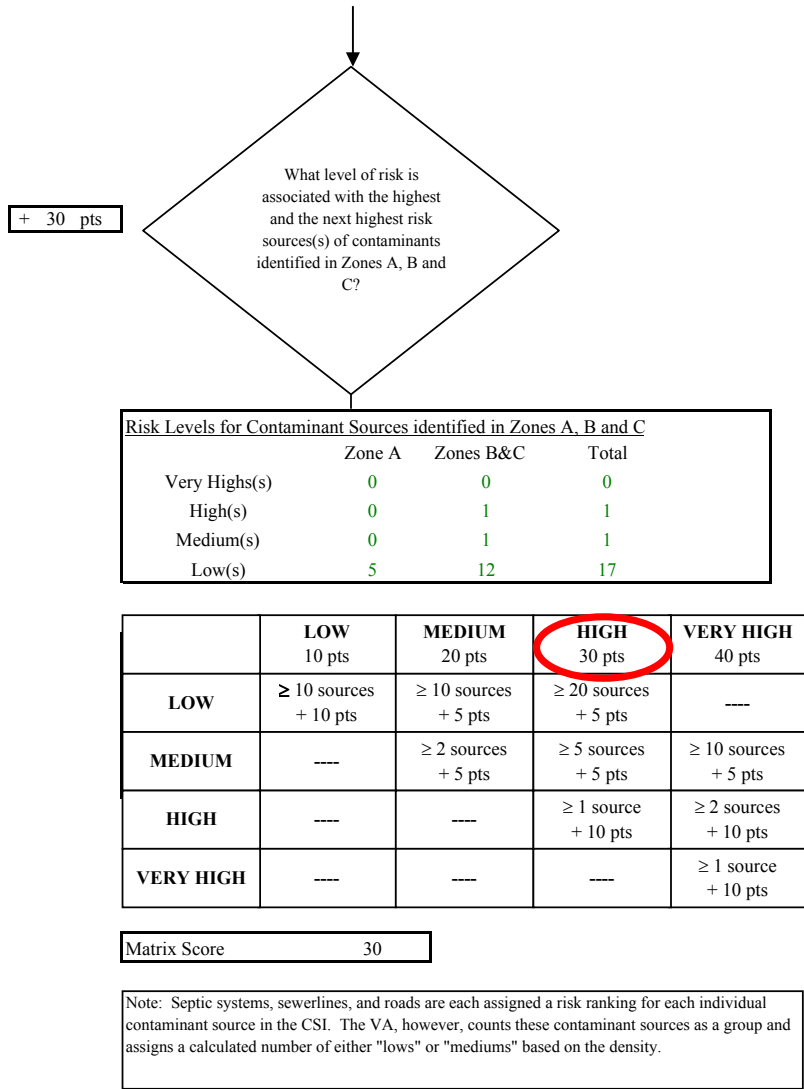 What level of risk is
associated with the highest
and the next highest risk
sources(s) of contaminants
identified in Zones A, B and
C?
+ 30 pts
Risk Levels for Contaminant Sources identified in Zones A, B and C
Zone A Zones B&C Total
Very Highs(s) 0 0 0
High(s) 0 1 1
Medium(s) 0 1 1
Low(s) 5 12 17
LOW MEDIUM HIGH VERY HIGH
10 pts 20 pts 30 pts 40 pts
LOW ≥ 10 sources ≥ 10 sources ≥ 20 sources ----
+ 10 pts + 5 pts + 5 pts
MEDIUM ---- ≥ 2 sources ≥ 5 sources ≥ 10 sources
+ 5 pts + 5 pts + 5 pts
HIGH ---- ---- ≥ 1 source ≥ 2 sources
+ 10 pts + 10 pts
VERY HIGH ---- ---- ---- ≥ 1 source
+ 10 pts
Matrix Score 30
Note: Septic systems, sewerlines, and roads are each assigned a risk ranking for each individual
contaminant source in the CSI. The VA, however, counts these contaminant sources as a group and
assigns a calculated number of either "lows" or "mediums" based on the density.